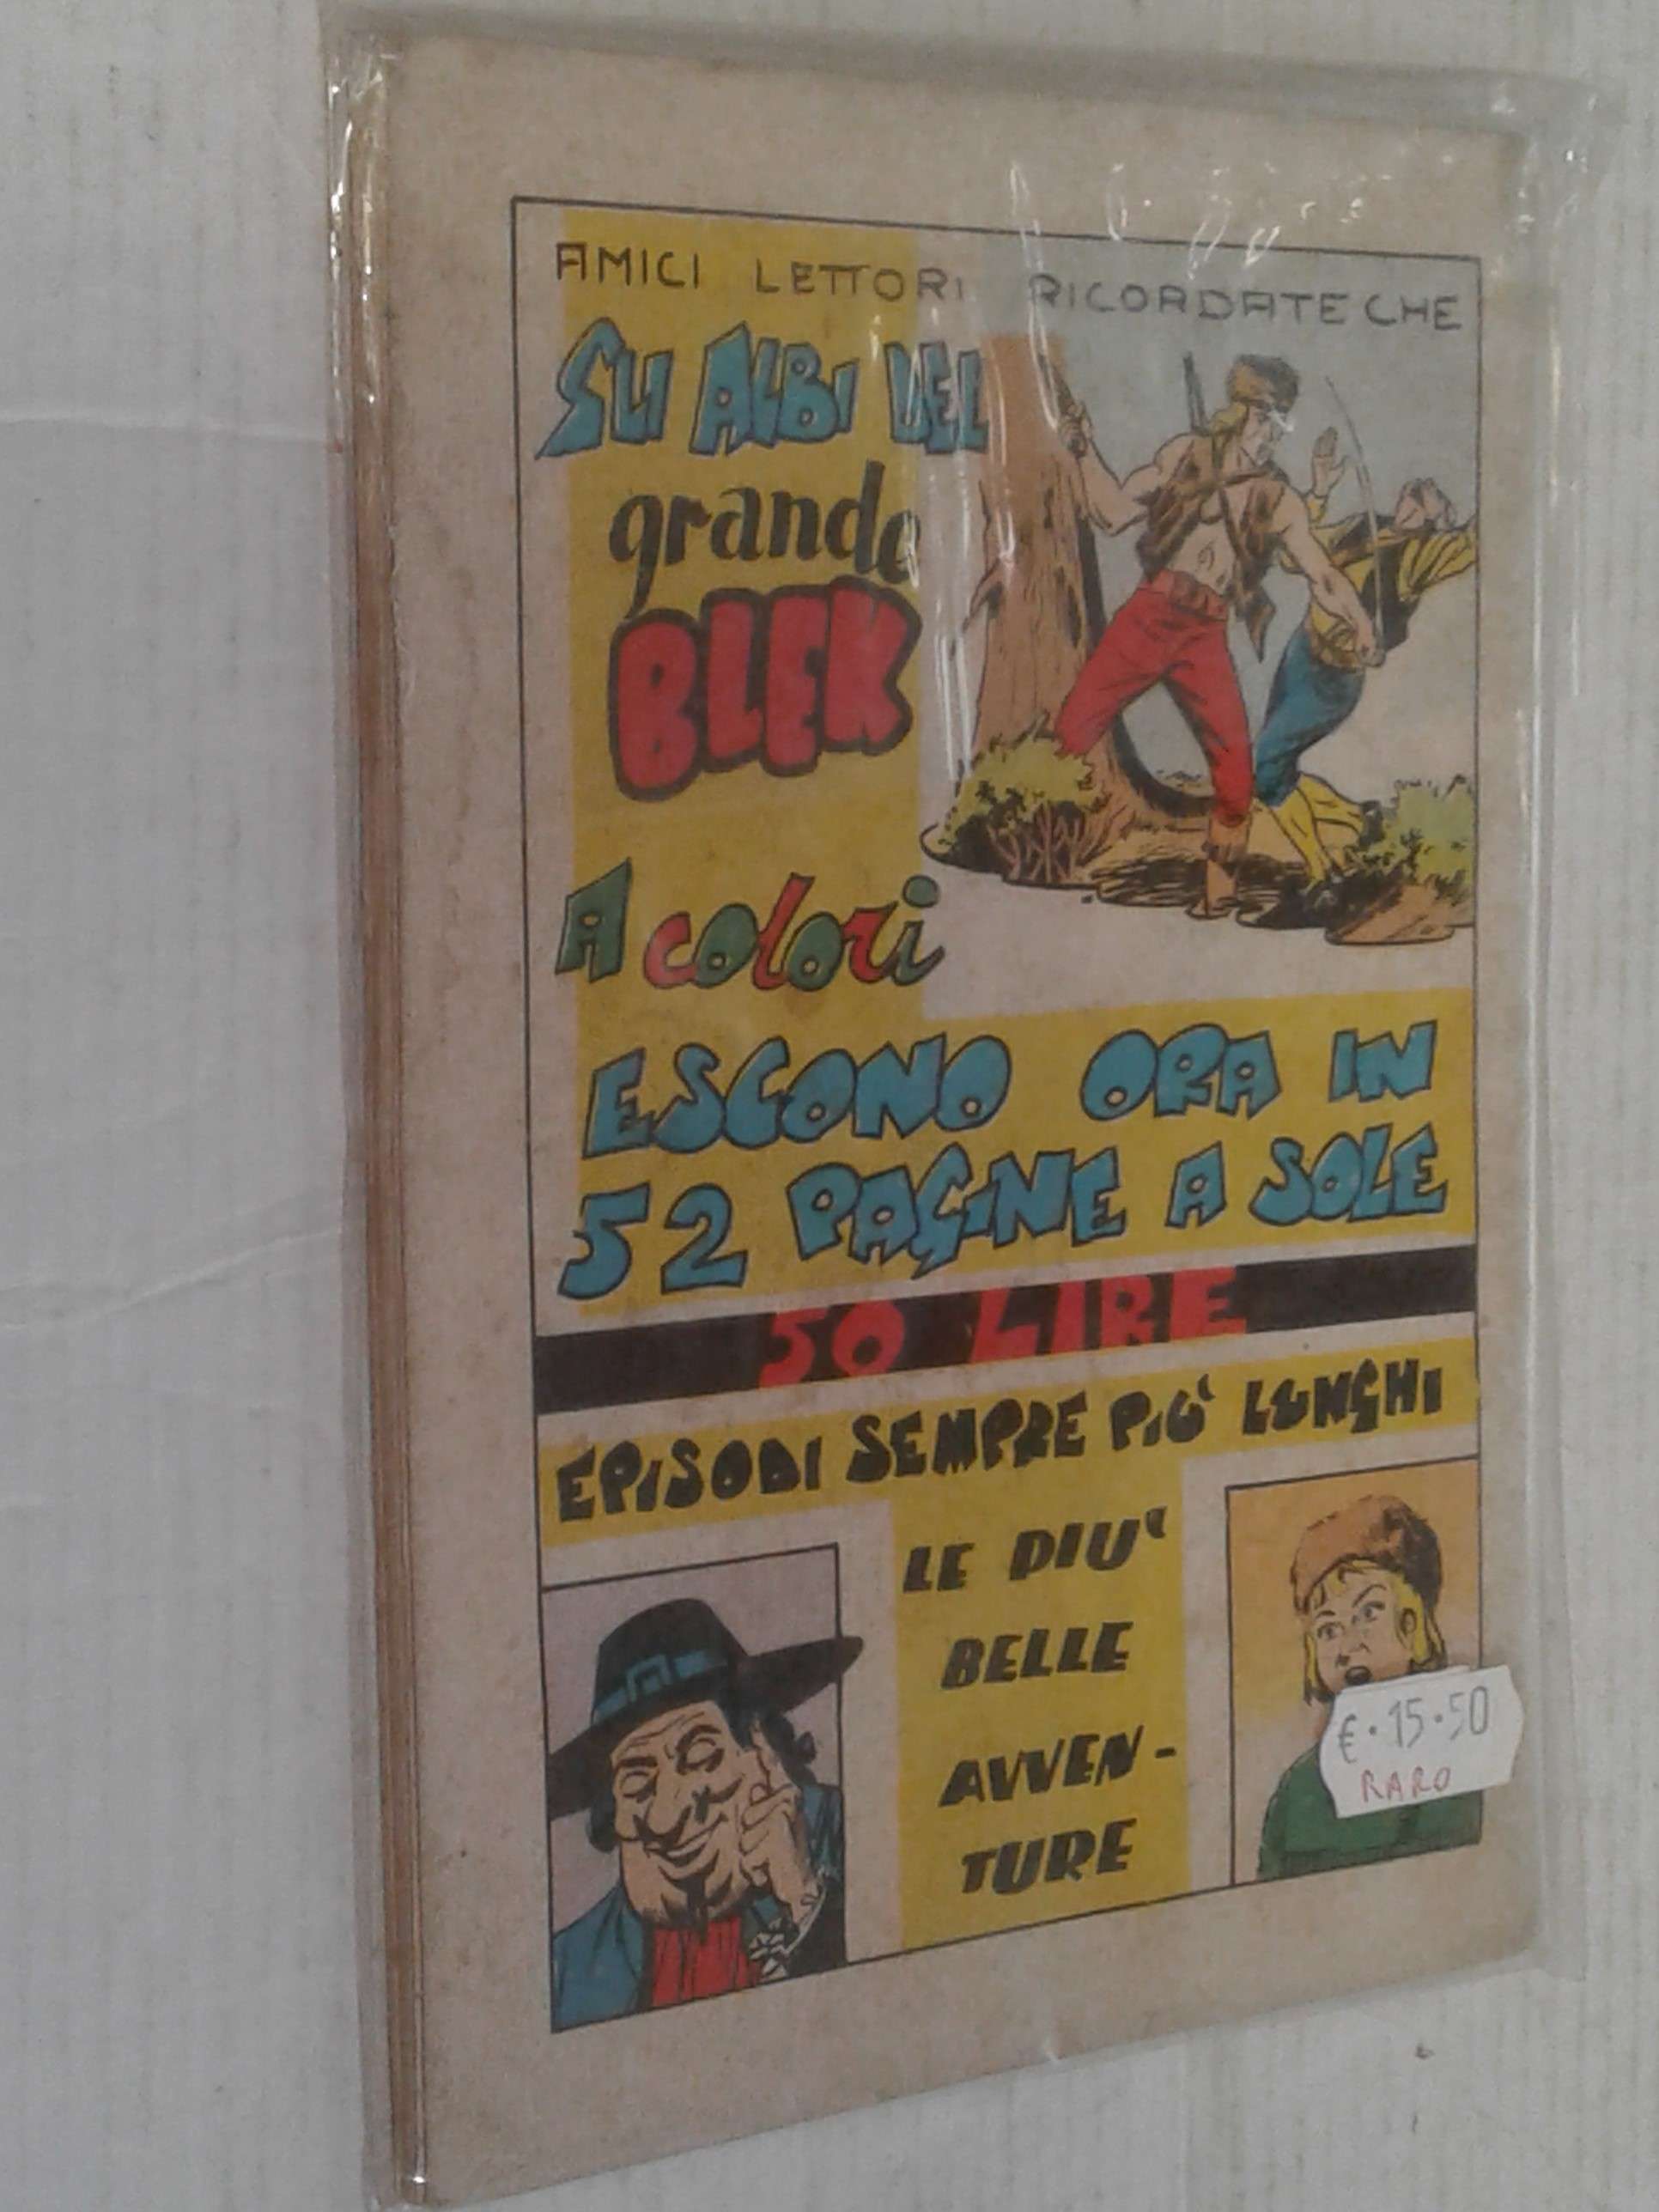 AMICI LETTORI RICORDATE CHE
GLI ALBI DEL
grande
BLEK
A colori
ESCONO ORA IN
52 PAGINE A SOLE
50 LIRE
EPISODI SEMPRE PIÙ LUNGHI
LE PIU'
BELLE
AVVEN-
TURE
€.15.50
RARO